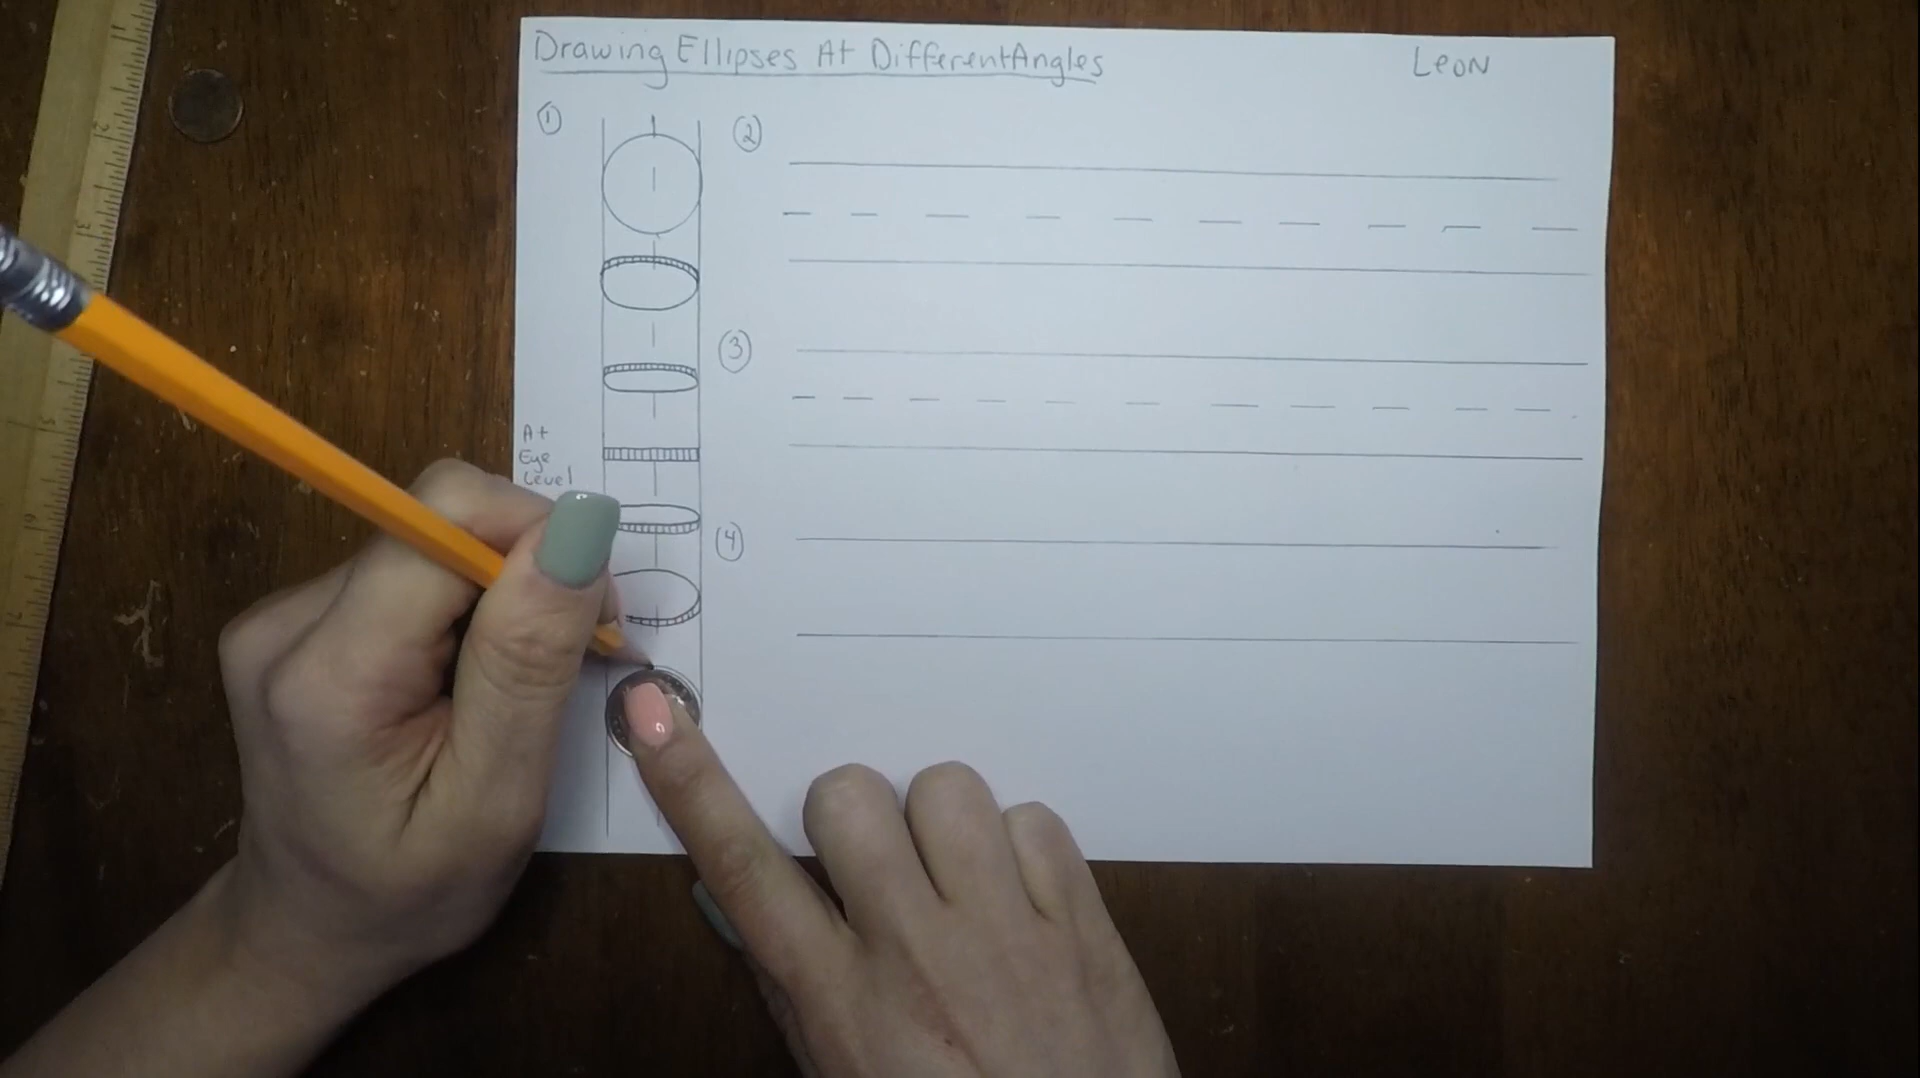 Drawing Ellipses At Different Angles
Leon
1
2
3
At
Eye
Level
4